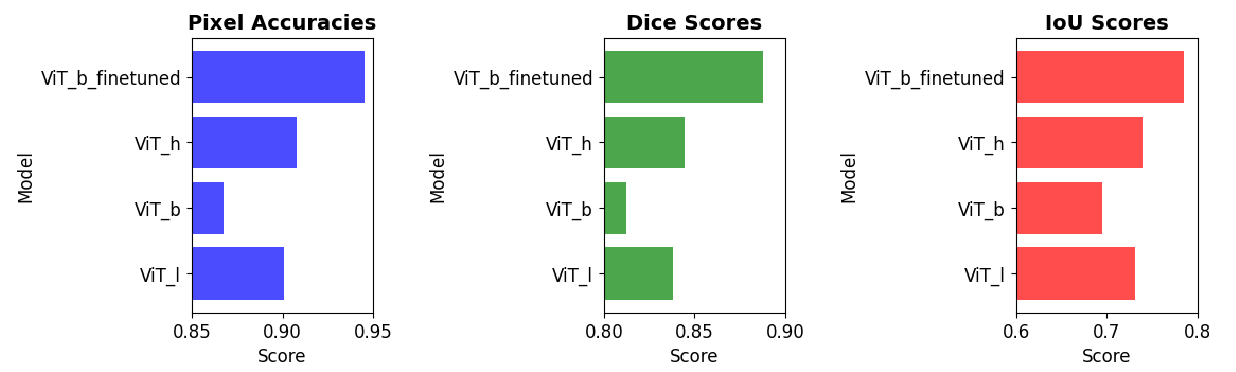 Pixel Accuracies
Model
ViT_b_finetuned
ViT_h
ViT_b
ViT_l
0.85 0.90 0.95
Score
Dice Scores
Model
ViT_b_finetuned
ViT_h
ViT_b
ViT_l
0.80 0.85 0.90
Score
IoU Scores
Model
ViT_b_finetuned
ViT_h
ViT_b
ViT_l
0.6 0.7 0.8
Score